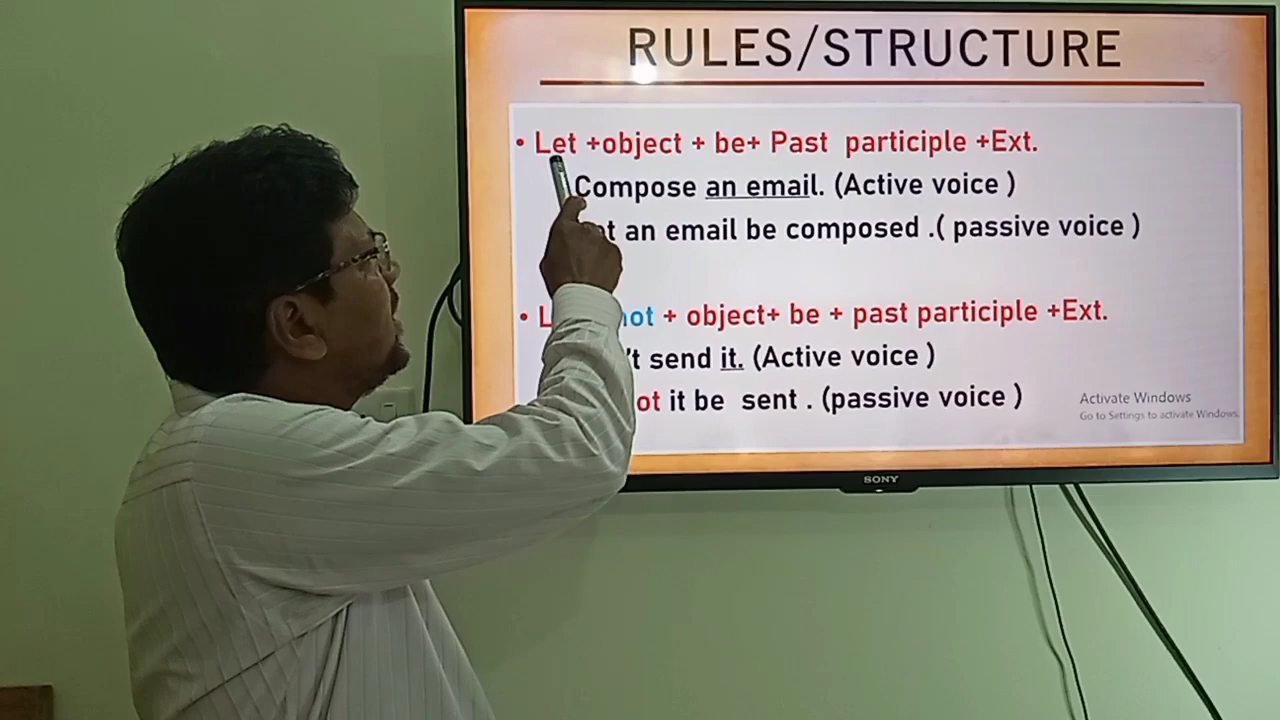 RULES/STRUCTURE
• Let +object + be+ Past participle +Ext.
Compose an email. (Active voice )
an email be composed .( passive voice )
• + object+ be + past participle +Ext.
send it. (Active voice )
it be sent . (passive voice )
Activate Windows
Go to Settings to activate Windows.
SONY